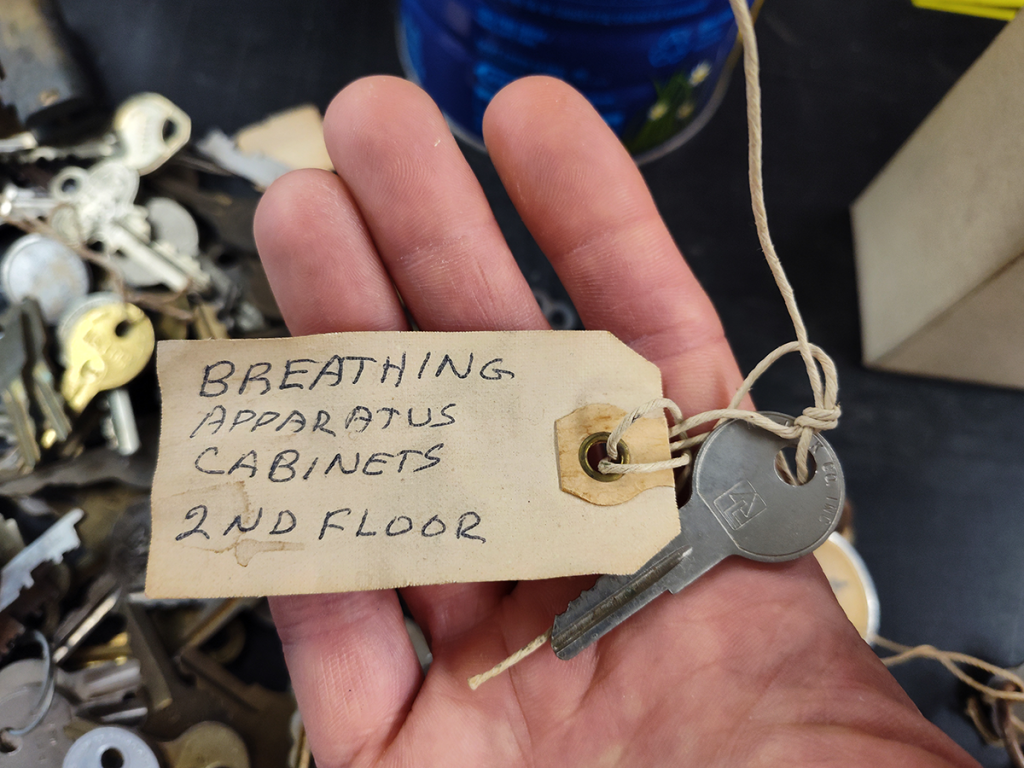 BREATHING
APPARATUS
CABINETS
2ND FLOOR